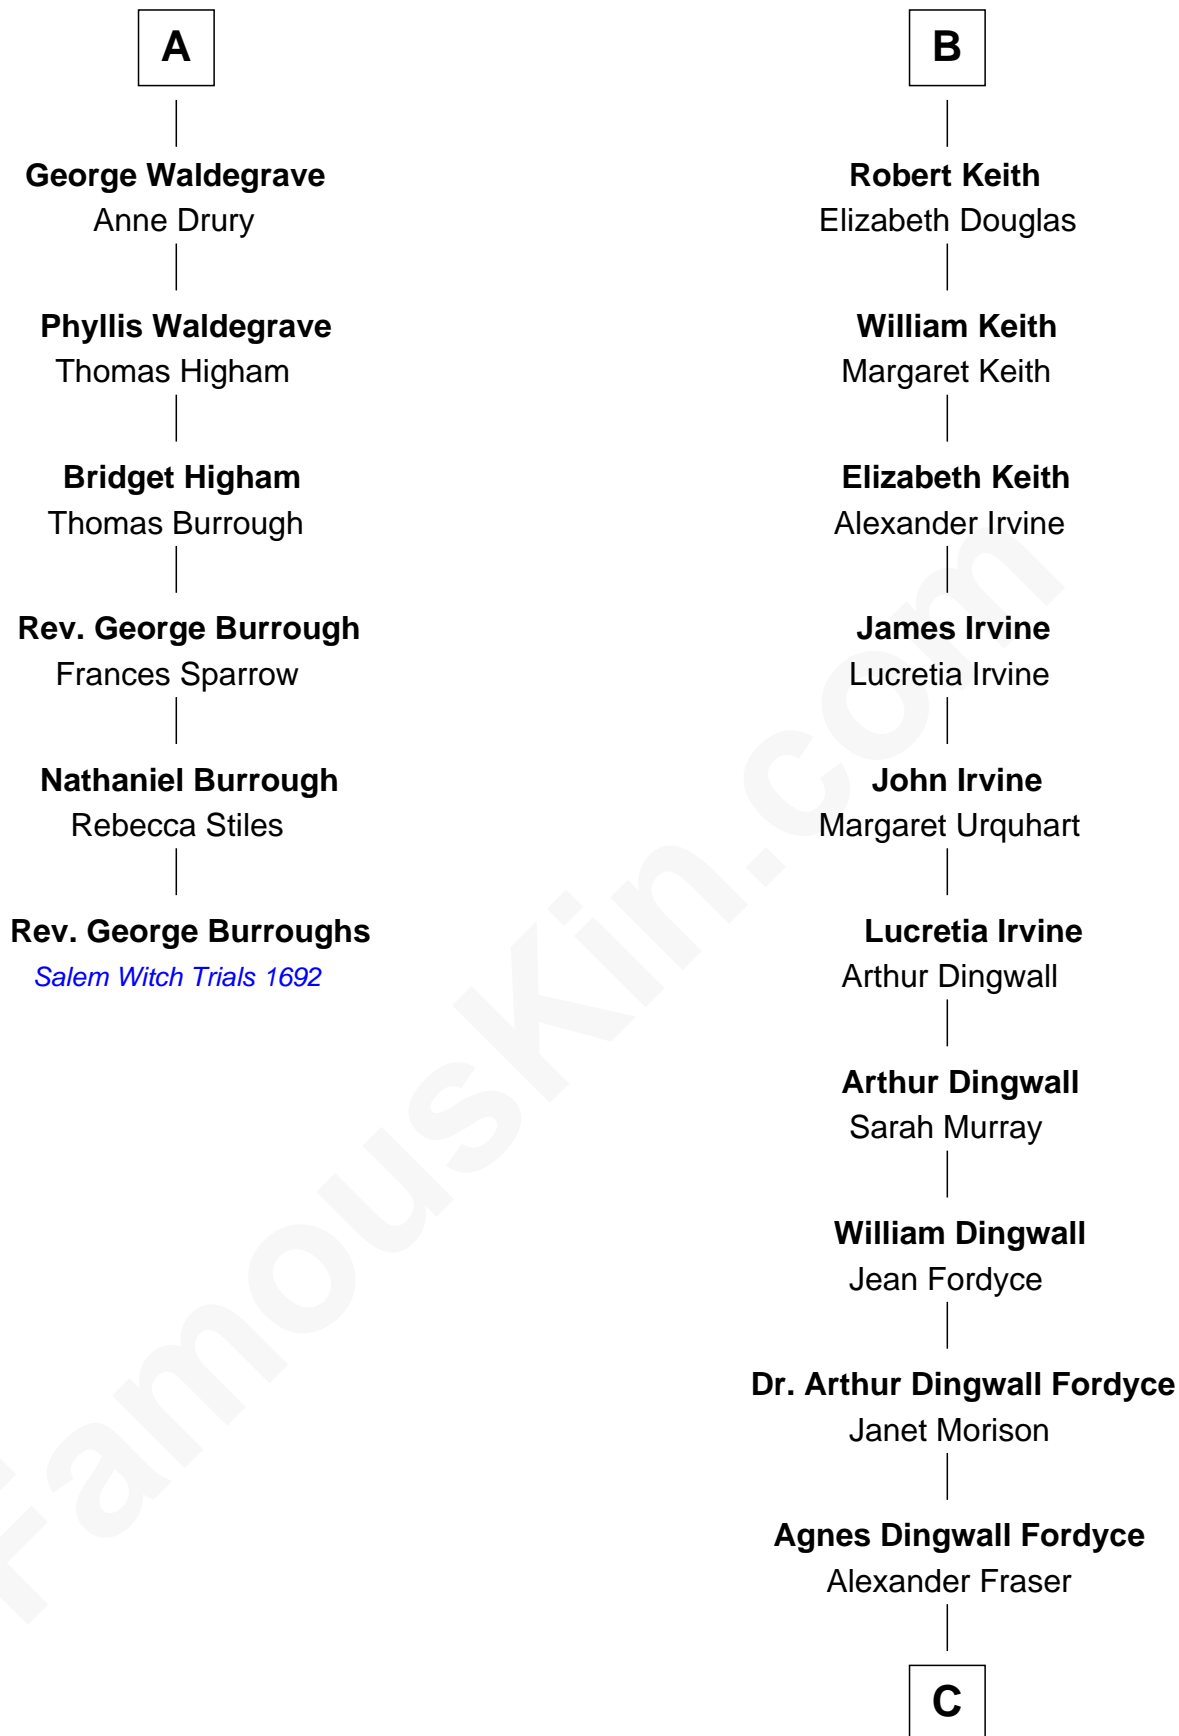 A
George Waldegrave
Anne Drury
Phyllis Waldegrave
Thomas Higham
Bridget Higham
Thomas Burrough
Rev. George Burrough
Frances Sparrow
Nathaniel Burrough
Rebecca Stiles
Rev. George Burroughs
Salem Witch Trials 1692
B
Robert Keith
Elizabeth Douglas
William Keith
Margaret Keith
Elizabeth Keith
Alexander Irvine
James Irvine
Lucretia Irvine
John Irvine
Margaret Urquhart
Lucretia Irvine
Arthur Dingwall
Arthur Dingwall
Sarah Murray
William Dingwall
Jean Fordyce
Dr. Arthur Dingwall Fordyce
Janet Morison
Agnes Dingwall Fordyce
Alexander Fraser
C
FamousKin.com